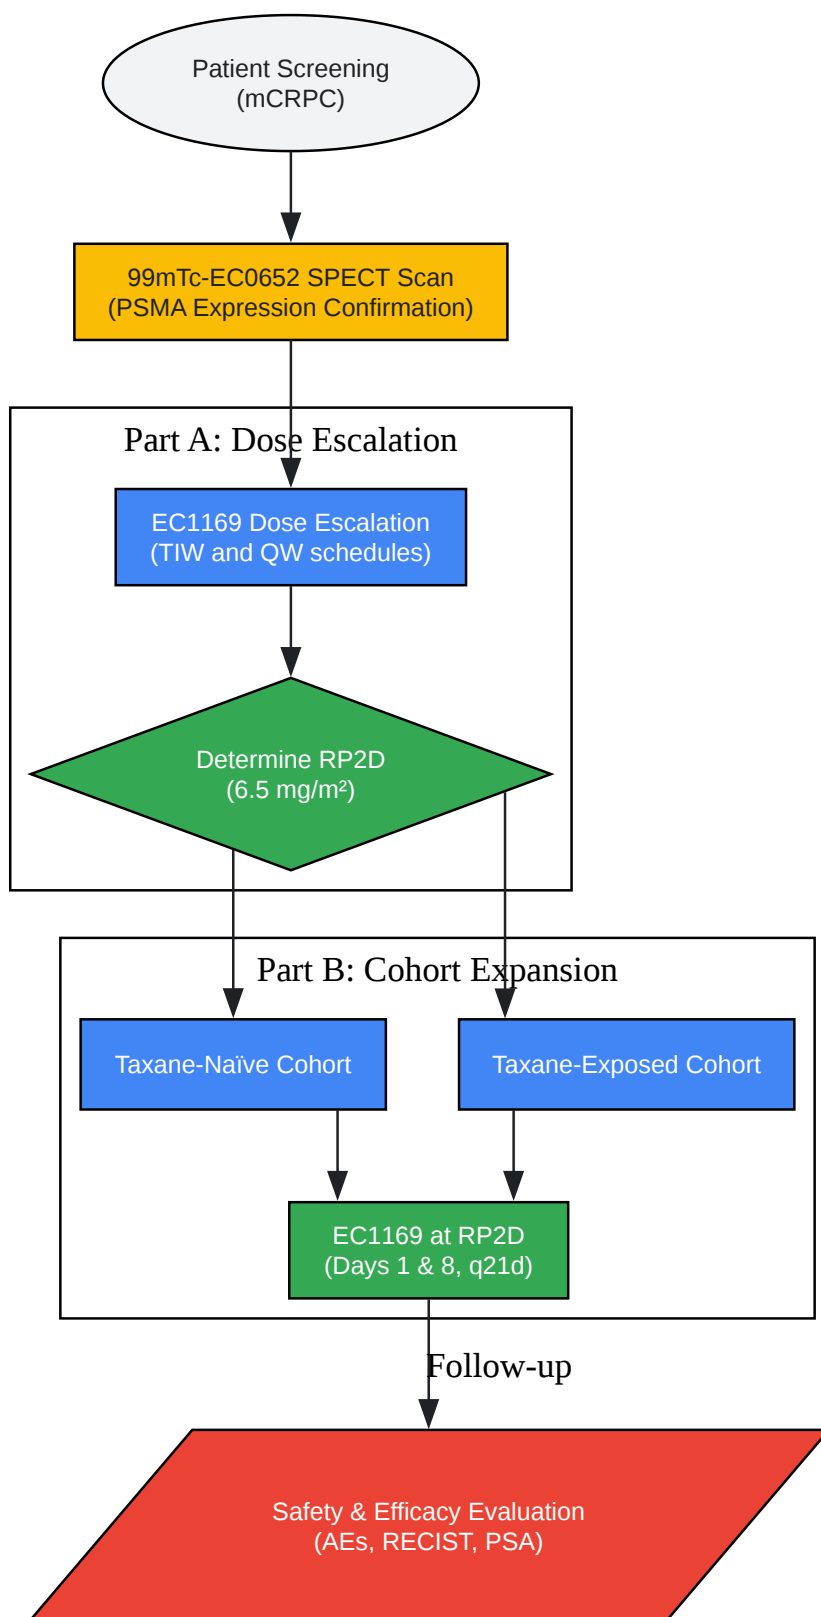 Patient Screening
(mCRPC)
99mTc-EC0652 SPECT Scan
(PSMA Expression Confirmation)
Part A: Dose Escalation
EC1169 Dose Escalation
(TIW and QW schedules)
Determine RP2D
(6.5 mg/m²)
Part B: Cohort Expansion
Taxane-Naïve Cohort
Taxane-Exposed Cohort
EC1169 at RP2D
(Days 1 & 8, q21d)
Follow-up
Safety & Efficacy Evaluation
(AEs, RECIST, PSA)